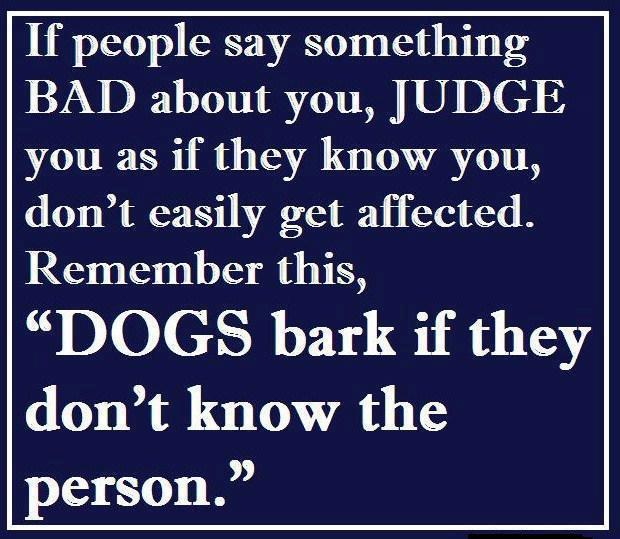 If people say something
BAD about you, JUDGE
you as if they know you,
don’t easily get affected.
Remember this,
“DOGS bark if they
don’t know the
person.”